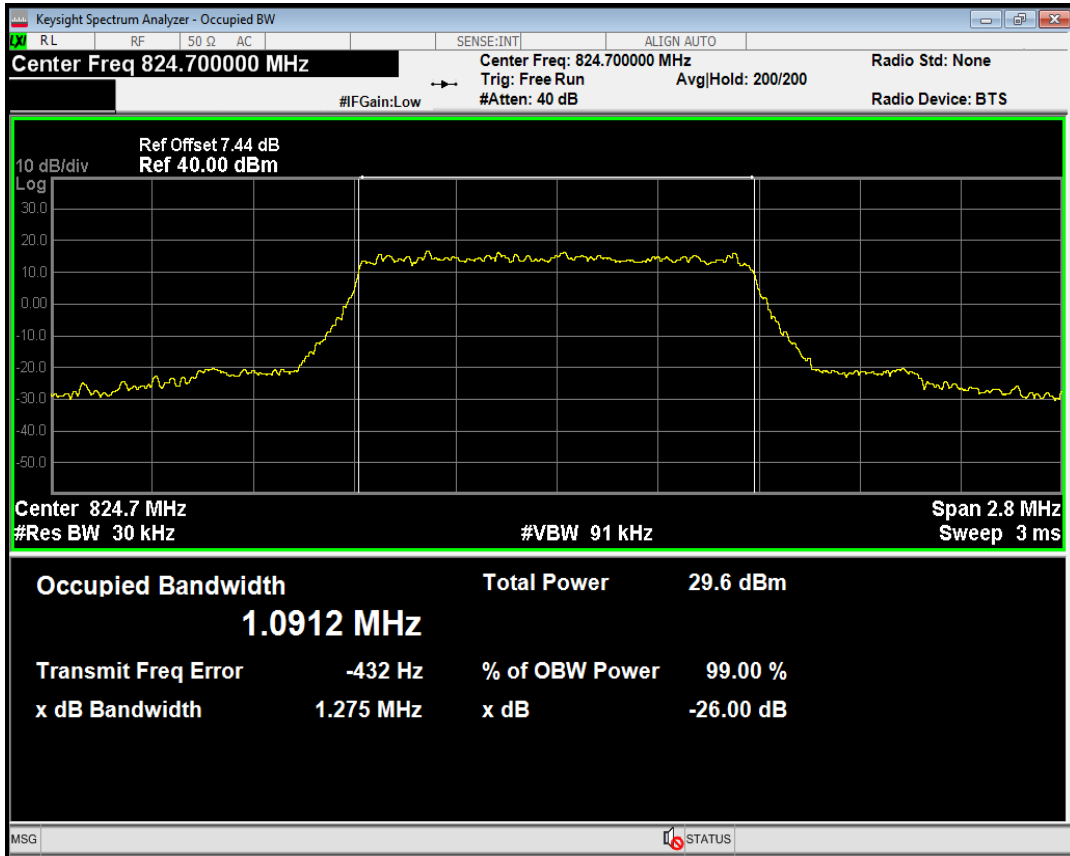 Keysight Spectrum Analyzer - Occupied BW
LXI RL RF 50 Ω AC SENSE:INT ALIGN AUTO
Center Freq 824.700000 MHz Center Freq: 824.700000 MHz Radio Std: None
Trig: Free Run Avg|Hold: 200/200
#IFGain:Low #Atten: 40 dB Radio Device: BTS
Ref Offset 7.44 dB
10 dB/div Ref 40.00 dBm
Log
30.0
20.0
10.0
0.00
-10.0
-20.0
-30.0
-40.0
-50.0
Center 824.7 MHz Span 2.8 MHz
#Res BW 30 kHz #VBW 91 kHz Sweep 3 ms
Occupied Bandwidth Total Power 29.6 dBm
1.0912 MHz
Transmit Freq Error -432 Hz % of OBW Power 99.00 %
x dB Bandwidth 1.275 MHz x dB -26.00 dB
MSG STATUS